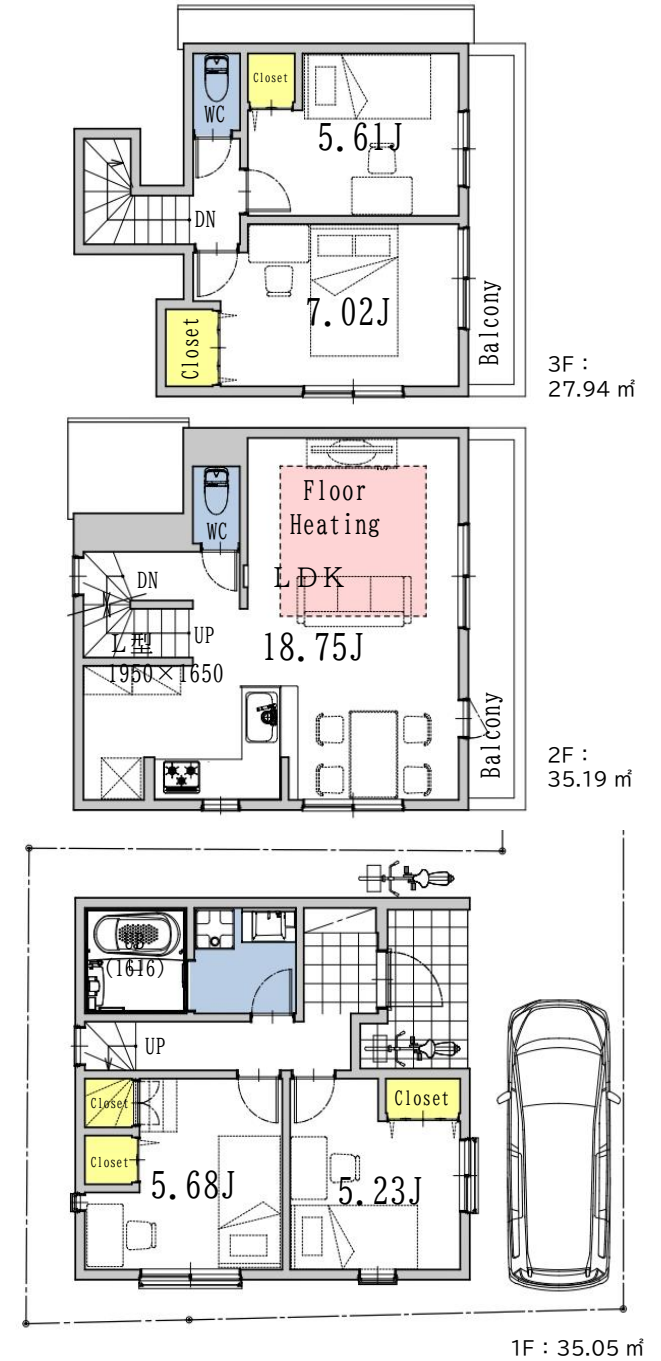 WC
Closet
5.61J
DN
7.02J
Closet
Balcony
3F：
27.94 ㎡
Floor
Heating
WC
DN
LDK
UP
18.75J
L型
1950×1650
Balcony
2F：
35.19 ㎡
(1616)
UP
Closet
Closet
Closet
5.68J
5.23J
1F：35.05 ㎡